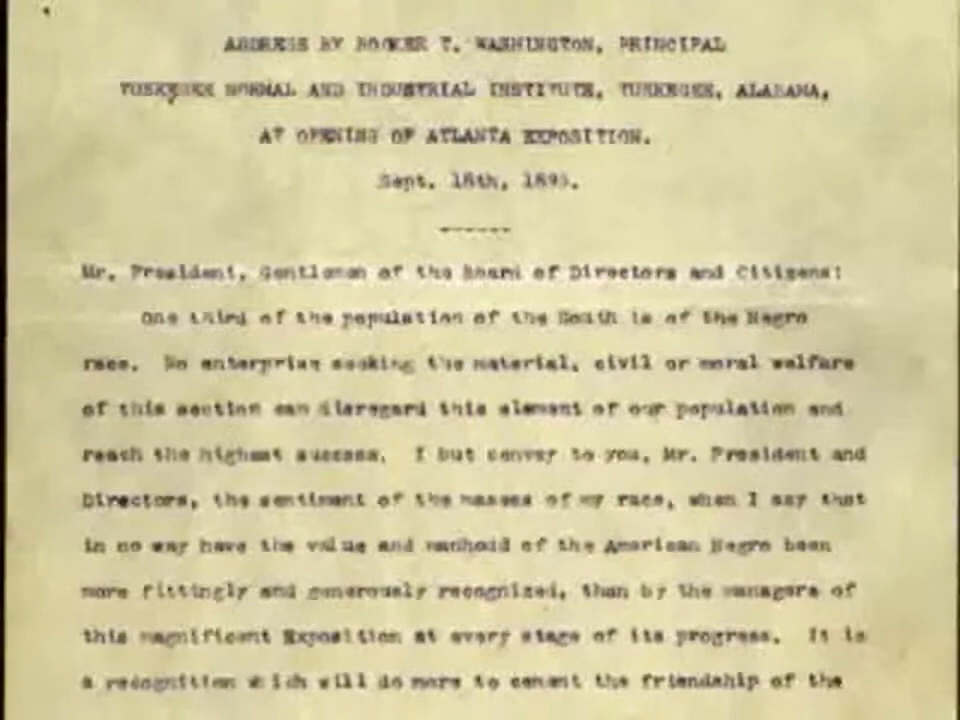 ADDRESS BY BOOKER T. WASHINGTON, PRINCIPAL
TUSKEGEE NORMAL AND INDUSTRIAL INSTITUTE, TUSKEGEE, ALABAMA,
AT OPENING OF ATLANTA EXPOSITION.
Sept. 18th, 1895.
Mr. President, Gentlemen of the Board of Directors and Citizens:
One third of the population of the South is of the Negro
race. No enterprise seeking the material, civil or moral welfare
of this section can disregard this element of our population and
reach the highest success. I but convey to you, Mr. President and
Directors, the sentiment of the masses of my race, when I say that
in no way have the value and manhood of the American Negro been
more fittingly and generously recognized, than by the managers of
this magnificent Exposition at every stage of its progress. It is
a recognition which will do more to cement the friendship of the